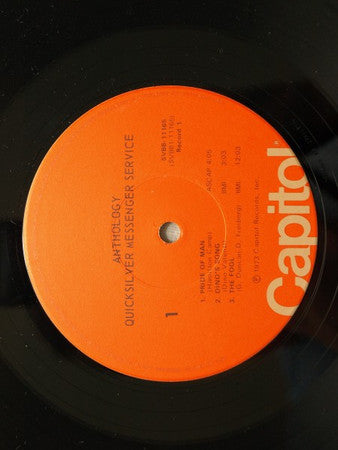 ANTHOLOGY
QUICKSILVER MESSENGER SERVICE
SVBB-11165
(SVBB1-11165)
Record 1
1
1. PRIDE OF MAN ASCAP 4:05
2. DINO'S SONG BMI 3:03
3. THE FOOL BMI 12:03
(G. Duncan-D. Freiberg)
℗ 1973 Capitol Records, Inc.
Capitol